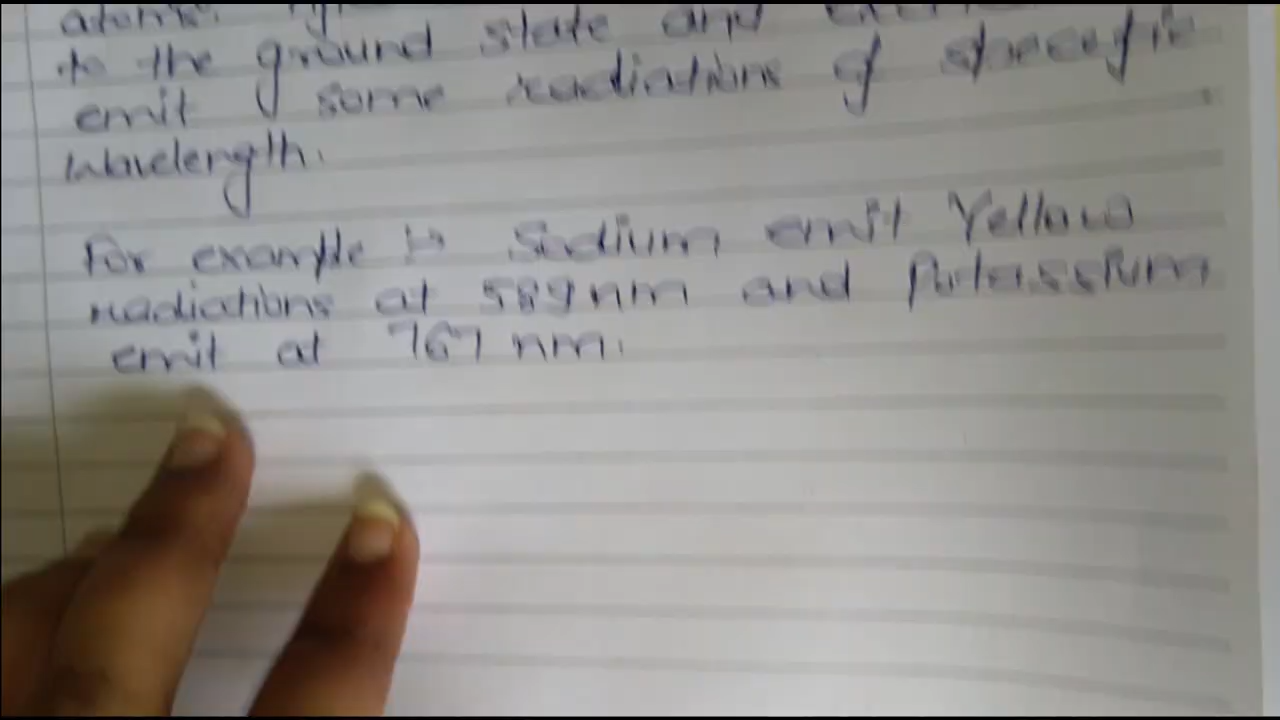 atoms.
to the ground state and
emit some radiations of specific
wavelength.
For example :- Sodium emit Yellow
radiations at 589 nm and Potassium
emit at 767 nm.